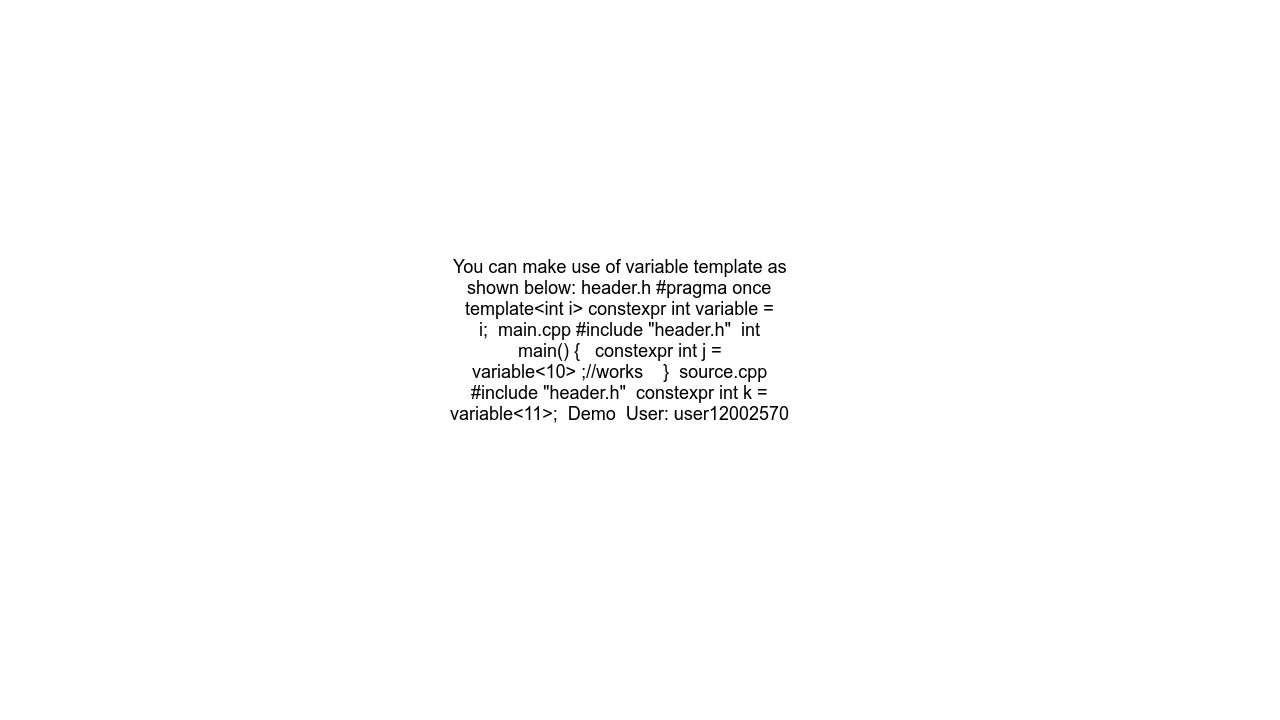 You can make use of variable template as
shown below: header.h #pragma once
template<int i> constexpr int variable =
i;  main.cpp #include "header.h"  int
main() {   constexpr int j =
variable<10> ;//works    }  source.cpp
#include "header.h"  constexpr int k =
variable<11>;  Demo  User: user12002570